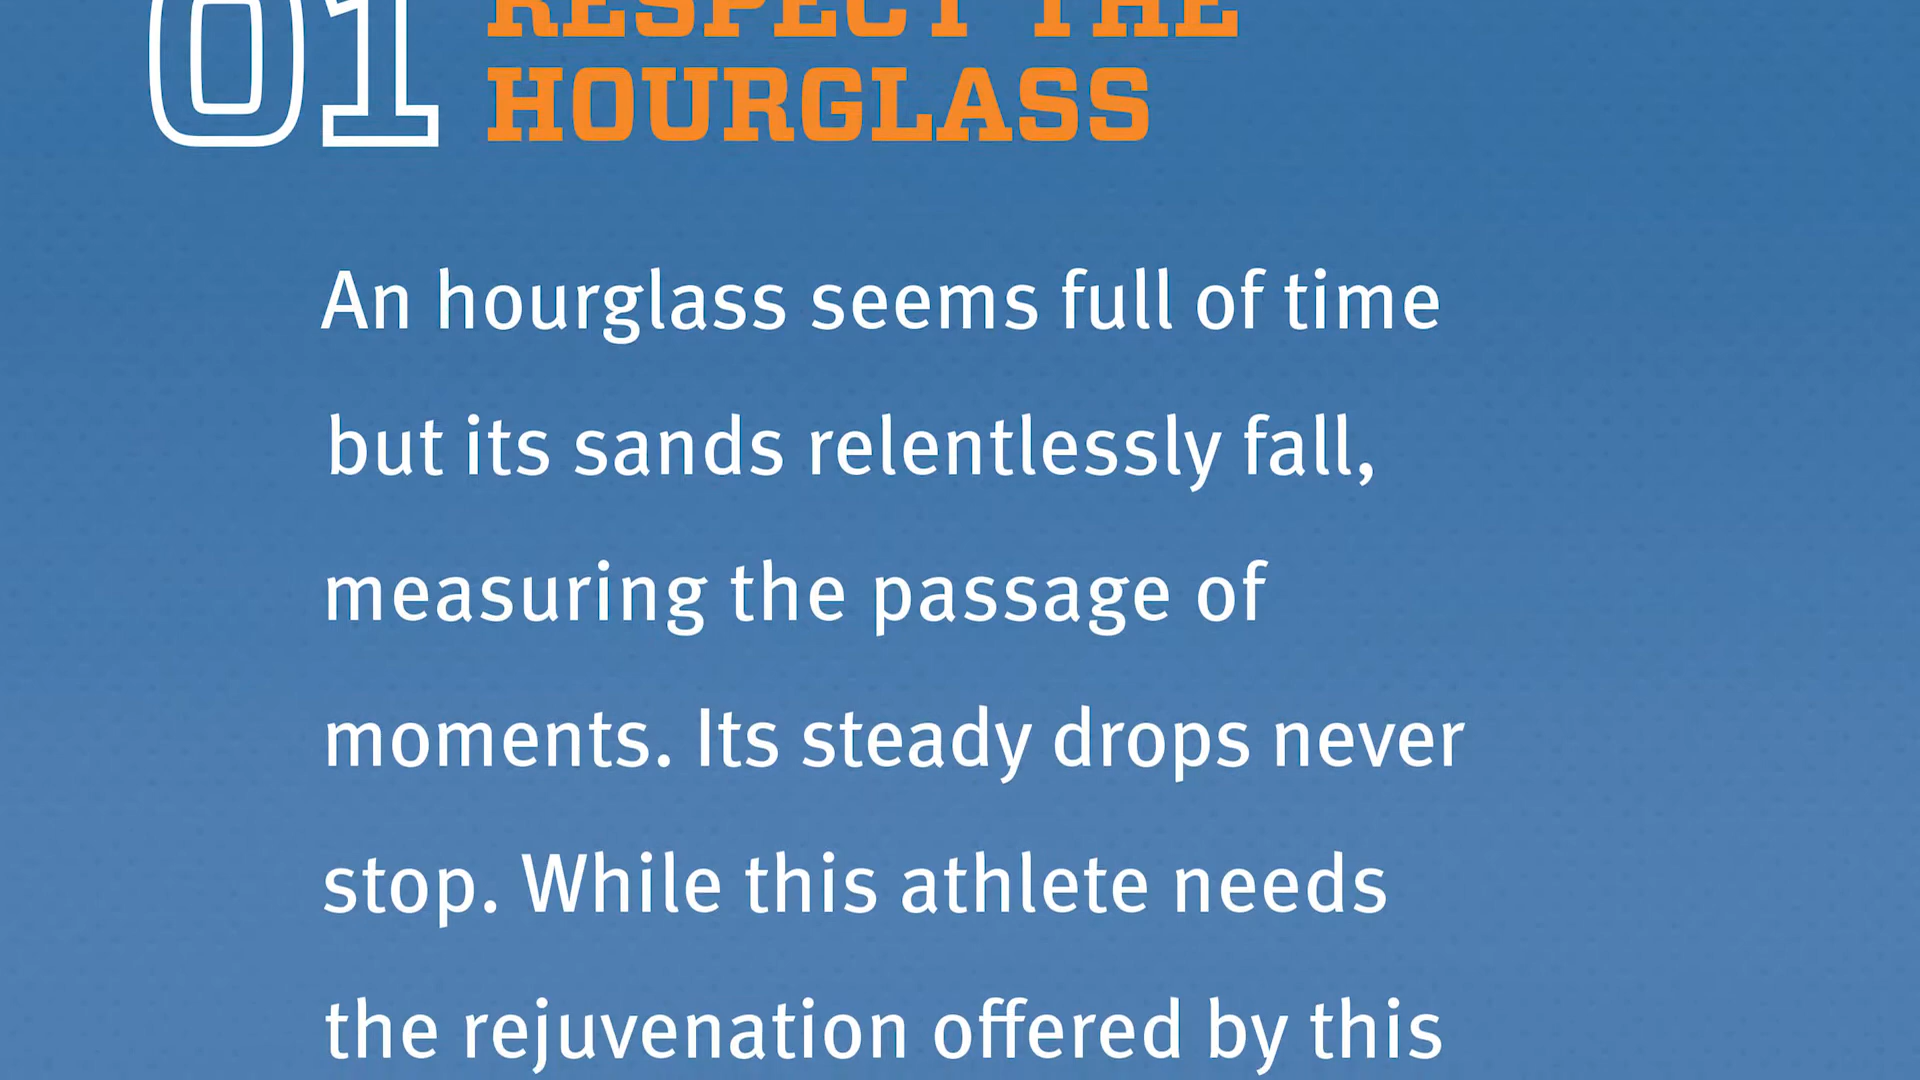 01 RESPECT THE
HOURGLASS
An hourglass seems full of time
but its sands relentlessly fall,
measuring the passage of
moments. Its steady drops never
stop. While this athlete needs
the rejuvenation offered by this